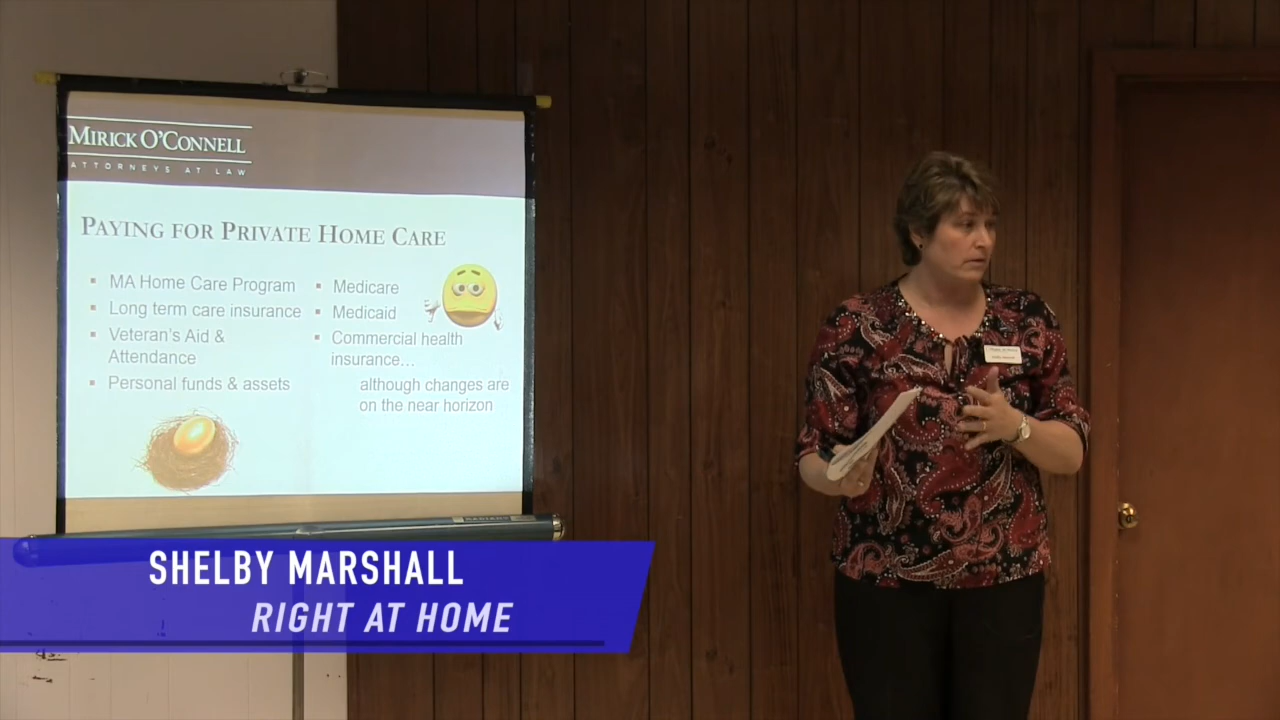 MIRICK O'CONNELL
ATTORNEYS AT LAW
PAYING FOR PRIVATE HOME CARE
▪ MA Home Care Program
▪ Long term care insurance
▪ Veteran's Aid &
Attendance
▪ Personal funds & assets
▪ Medicare
▪ Medicaid
▪ Commercial health
insurance…
although changes are
on the near horizon
SHELBY MARSHALL
RIGHT AT HOME